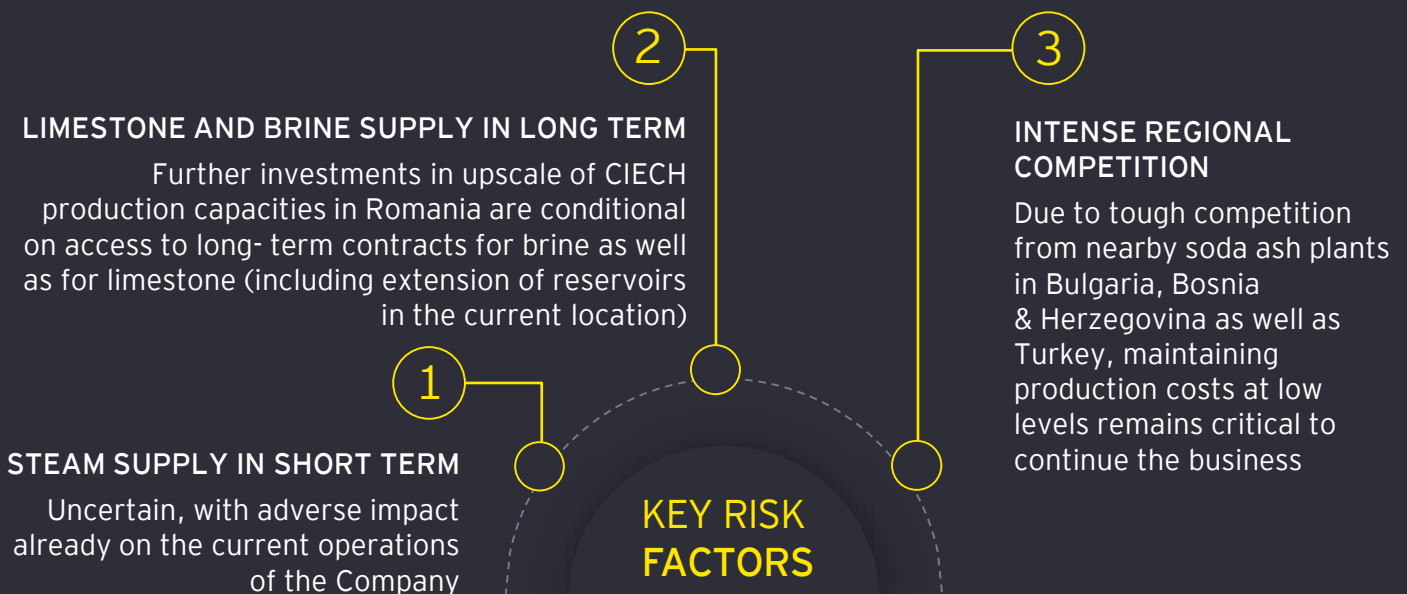 2
LIMESTONE AND BRINE SUPPLY IN LONG TERM
Further investments in upscale of CIECH
production capacities in Romania are conditional
on access to long- term contracts for brine as well
as for limestone (including extension of reservoirs
in the current location)
3
INTENSE REGIONAL
COMPETITION
Due to tough competition
from nearby soda ash plants
in Bulgaria, Bosnia
& Herzegovina as well as
Turkey, maintaining
production costs at low
levels remains critical to
continue the business
1
STEAM SUPPLY IN SHORT TERM
Uncertain, with adverse impact
already on the current operations
of the Company
KEY RISK
FACTORS